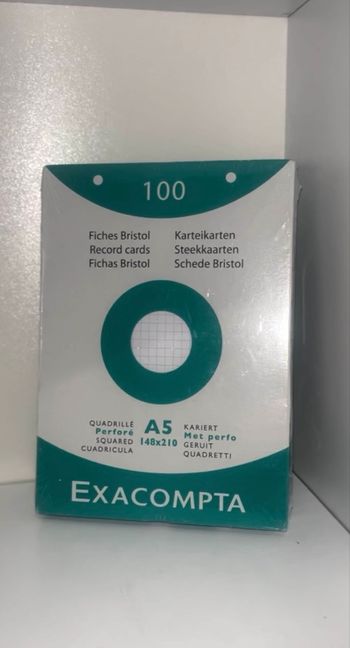 100
Fiches Bristol Karteikarten
Record cards Steekkaarten
Fichas Bristol Schede Bristol
QUADRILLÉ
Perforé
SQUARED
CUADRICULA
A5
148x210
KARIERT
Met perfo
GERUIT
QUADRETTI
EXACOMPTA